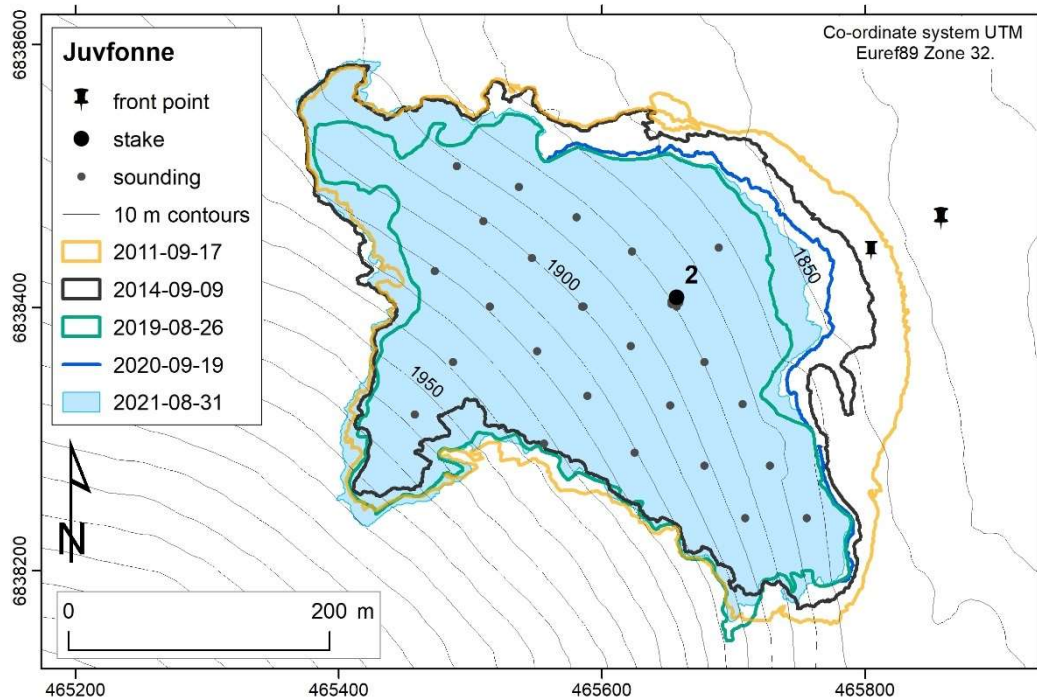 6838600
6838400
6838200
Juvfonne
front point
stake
sounding
10 m contours
2011-09-17
2014-09-09
2019-08-26
2020-09-19
2021-08-31
N
0 200 m
Co-ordinate system UTM
Euref89 Zone 32.
1850
2
1900
1950
465200 465400 465600 465800